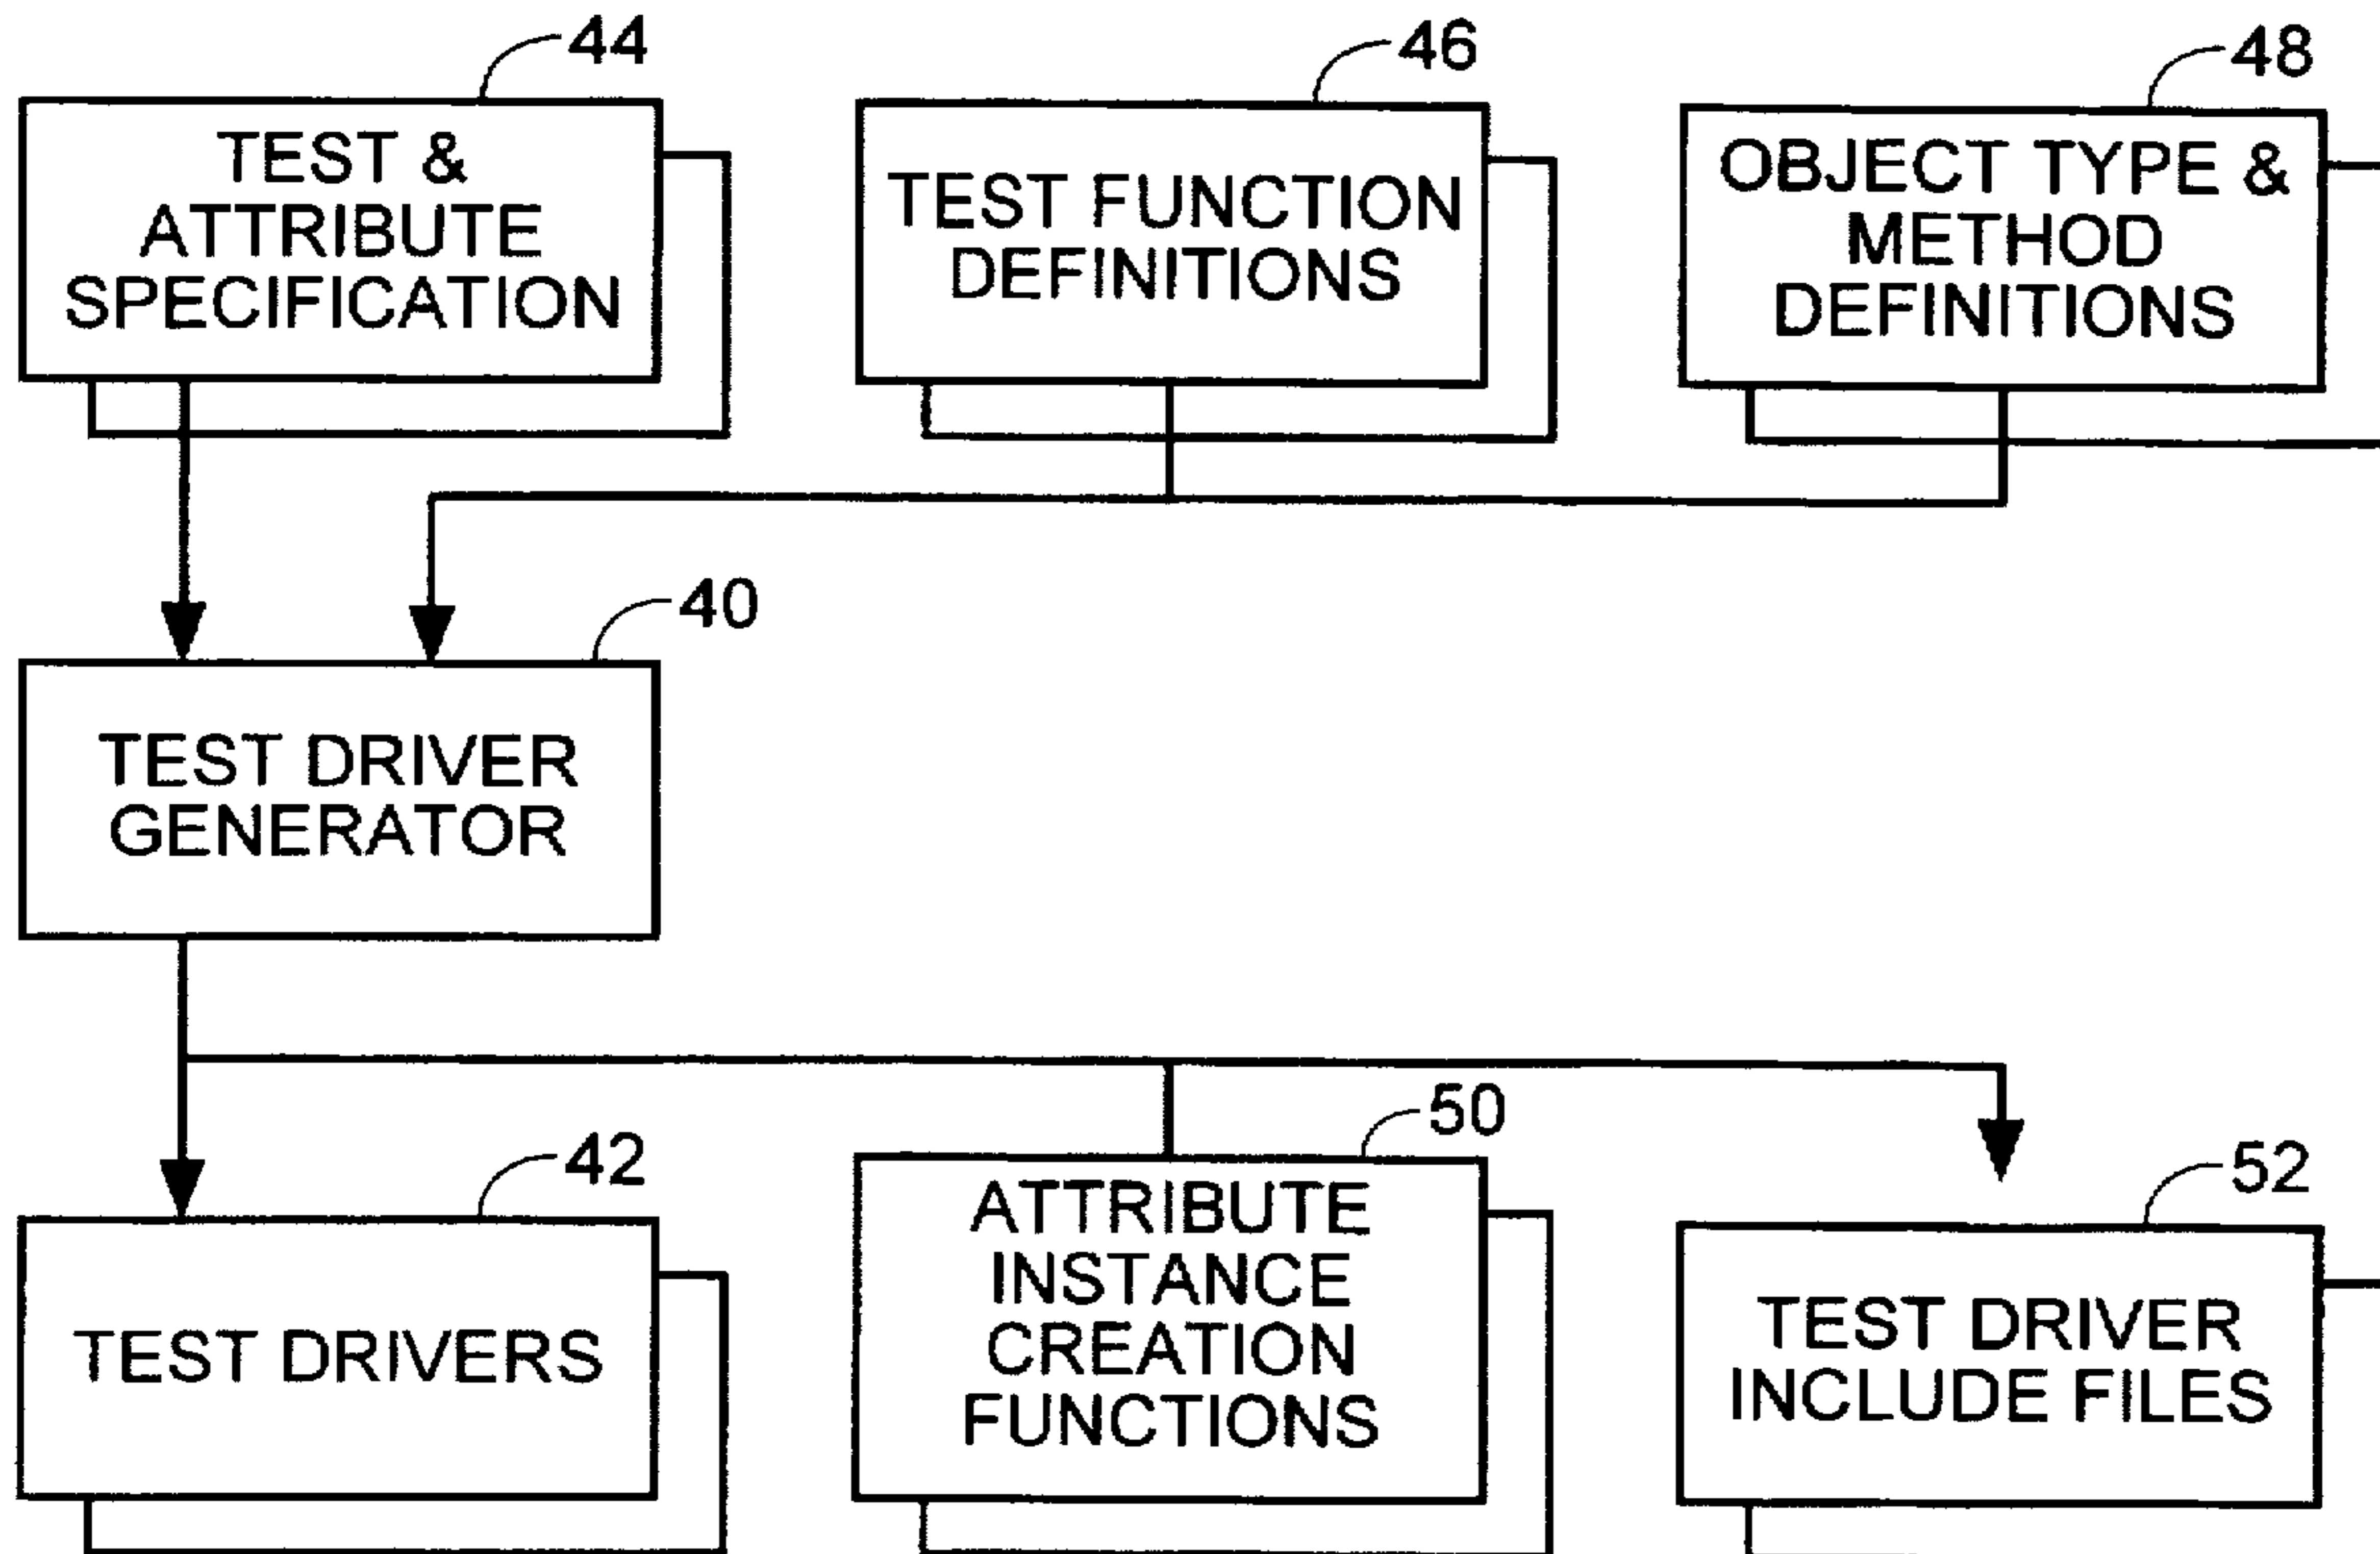 44
TEST &
ATTRIBUTE
SPECIFICATION
46
TEST FUNCTION
DEFINITIONS
48
OBJECT TYPE &
METHOD
DEFINITIONS
40
TEST DRIVER
GENERATOR
42
TEST DRIVERS
50
ATTRIBUTE
INSTANCE
CREATION
FUNCTIONS
52
TEST DRIVER
INCLUDE FILES